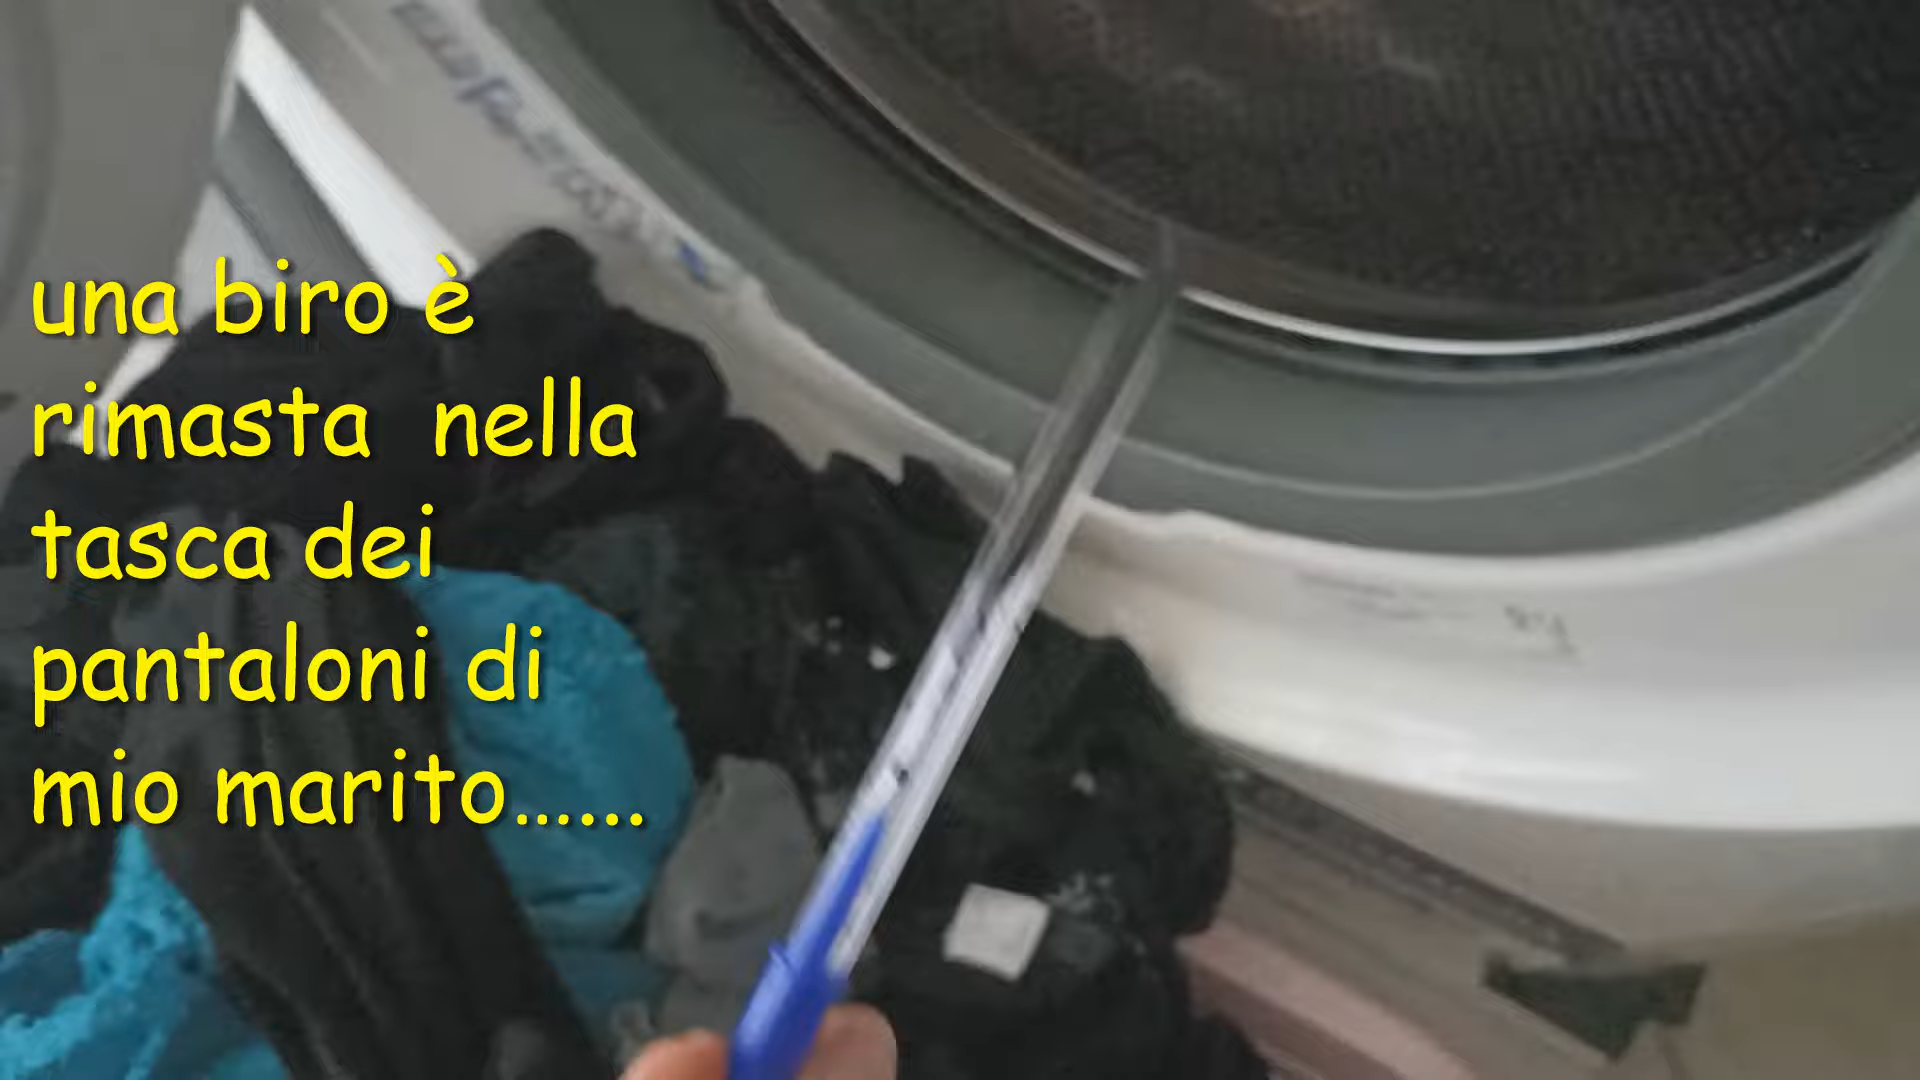 una biro è
rimasta  nella
tasca dei
pantaloni di
mio marito......